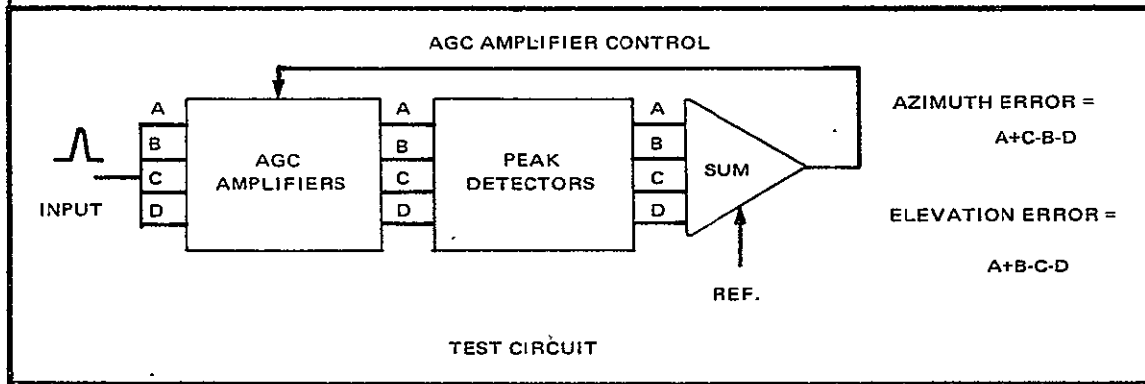 AGC AMPLIFIER CONTROL
A
B
C
D
INPUT
AGC
AMPLIFIERS
A
B
C
D
PEAK
DETECTORS
A
B
C
D
SUM
REF.
AZIMUTH ERROR =
A+C-B-D
ELEVATION ERROR =
A+B-C-D
TEST CIRCUIT